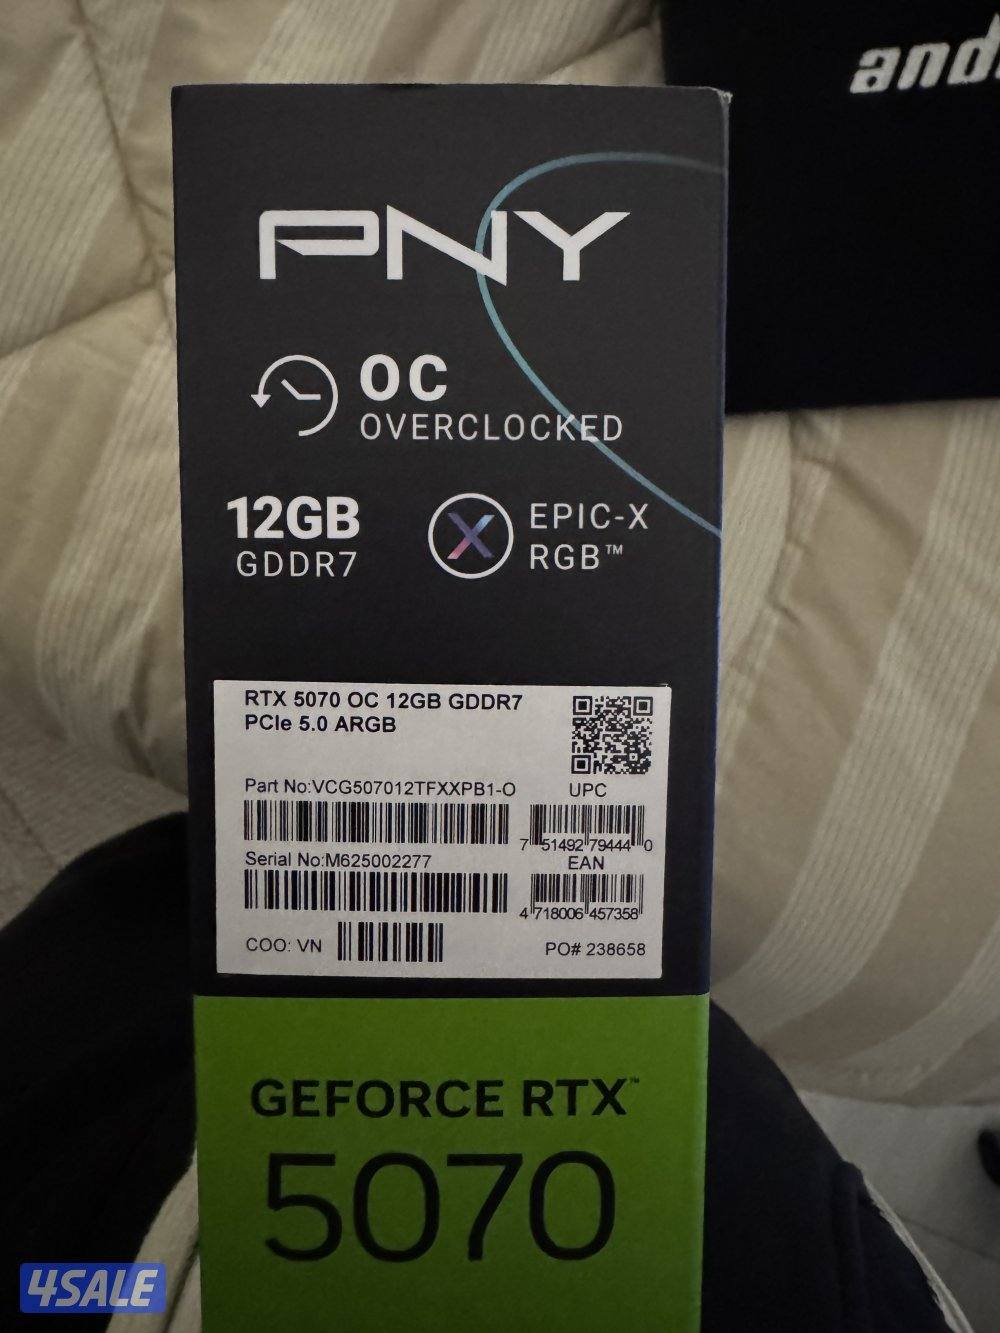 and
PNY
OC
OVERCLOCKED
12GB
GDDR7
EPIC-X
RGB™
RTX 5070 OC 12GB GDDR7
PCIe 5.0 ARGB
Part No:VCG507012TFXXPB1-O
UPC
7 51492 79444 0
Serial No:M625002277
EAN
4 718006 457358
COO: VN
PO# 238658
GEFORCE RTX™
5070
4SALE